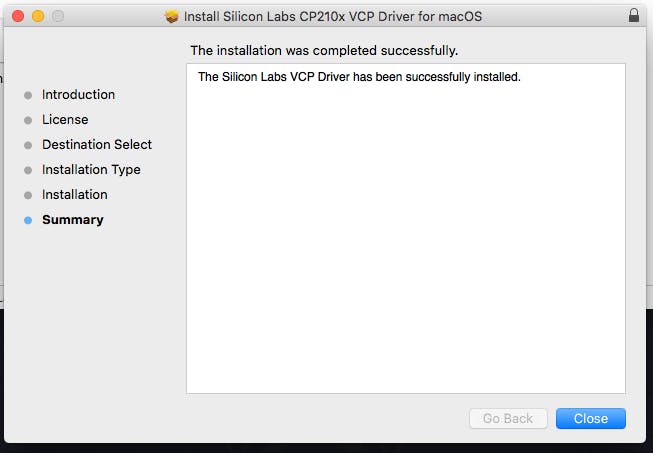 Install Silicon Labs CP210x VCP Driver for macOS
The installation was completed successfully.
The Silicon Labs VCP Driver has been successfully installed.
Introduction
License
Destination Select
Installation Type
Installation
Summary
Go Back
Close